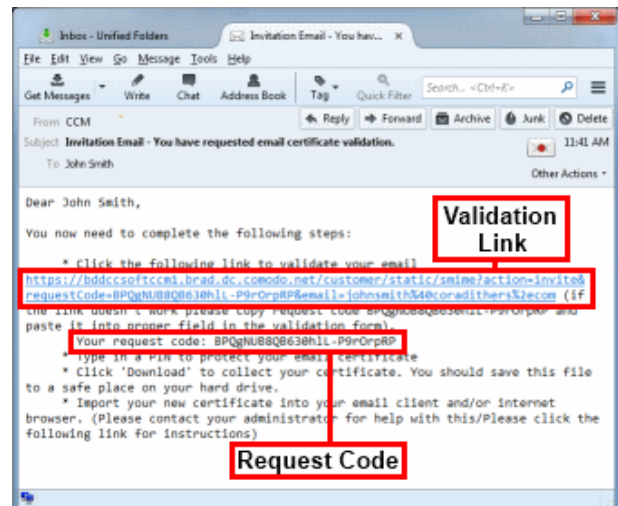 Inbox - Unified Folders
Invitation Email - You hav... ×
File Edit View Go Message Tools Help
Get Messages Write Chat Address Book Tag Quick Filter Search... <Ctrl+K>
From CCM Reply Forward Archive Junk Delete
Subject Invitation Email - You have requested email certificate validation. 11:41 AM
To John Smith
Other Actions
Dear John Smith,
You now need to complete the following steps:
* Click the following link to validate your email
https://bddccsoftccm1.brad.dc.comodo.net/customer/static/smime?action=invite&
requestCode=BPQgNUB8QB630hlL-P9rOrpRP&email=johnsmith%40coradithers%2ecom (if
the link doesn't work please copy request code BPQgNUB8QB630hlL-P9rOrpRP and
paste it into proper field in the validation form).
Your request code: BPQgNUB8QB630hlL-P9rOrpRP
* Type in a PIN to protect your email certificate
* Click 'Download' to collect your certificate. You should save this file
to a safe place on your hard drive.
* Import your new certificate into your email client and/or internet
browser. (Please contact your administrator for help with this/Please click the
following link for instructions)
Validation
Link
Request Code